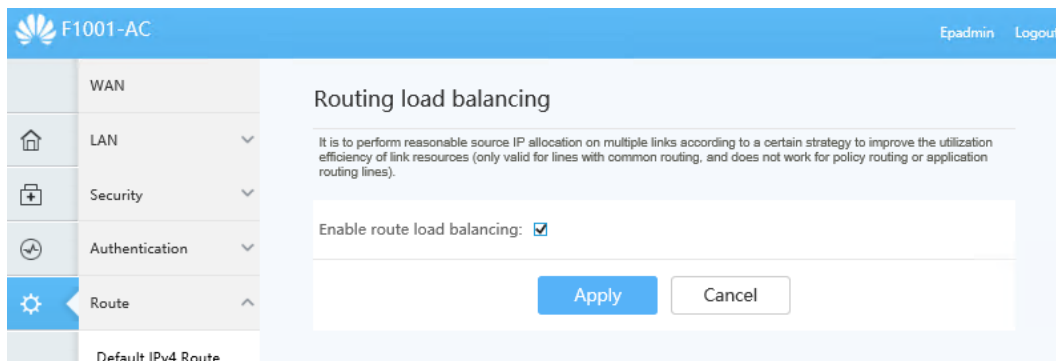 F1001-AC
Epadmin Logout
WAN
LAN
Security
Authentication
Route
Default IPv4 Route
Routing load balancing
It is to perform reasonable source IP allocation on multiple links according to a certain strategy to improve the utilization
efficiency of link resources (only valid for lines with common routing, and does not work for policy routing or application
routing lines).
Enable route load balancing:
Apply Cancel